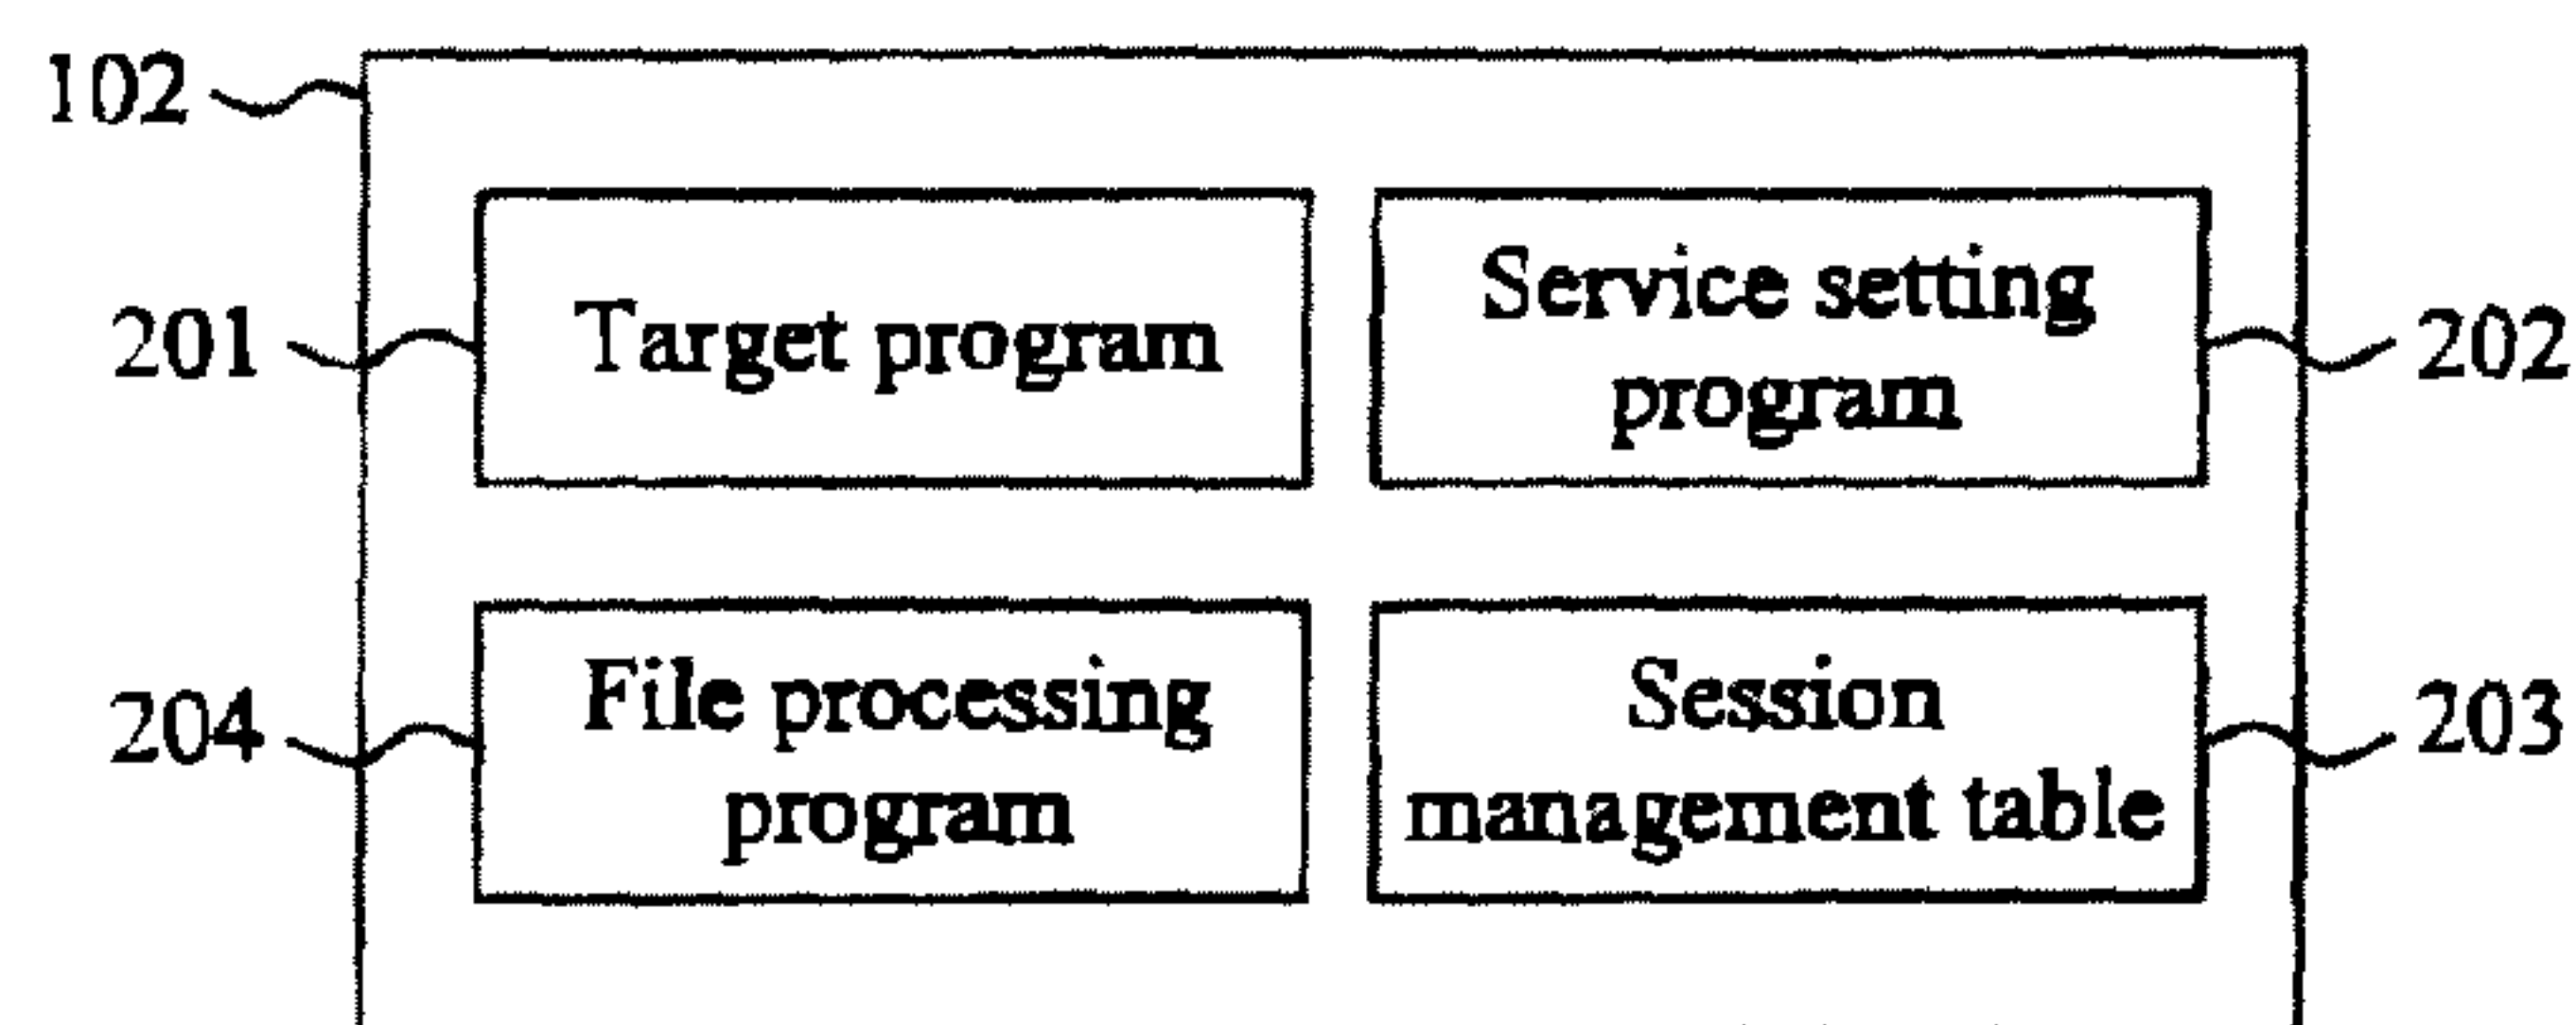 102
201
Target program
Service setting
program
202
204
File processing
program
Session
management table
203